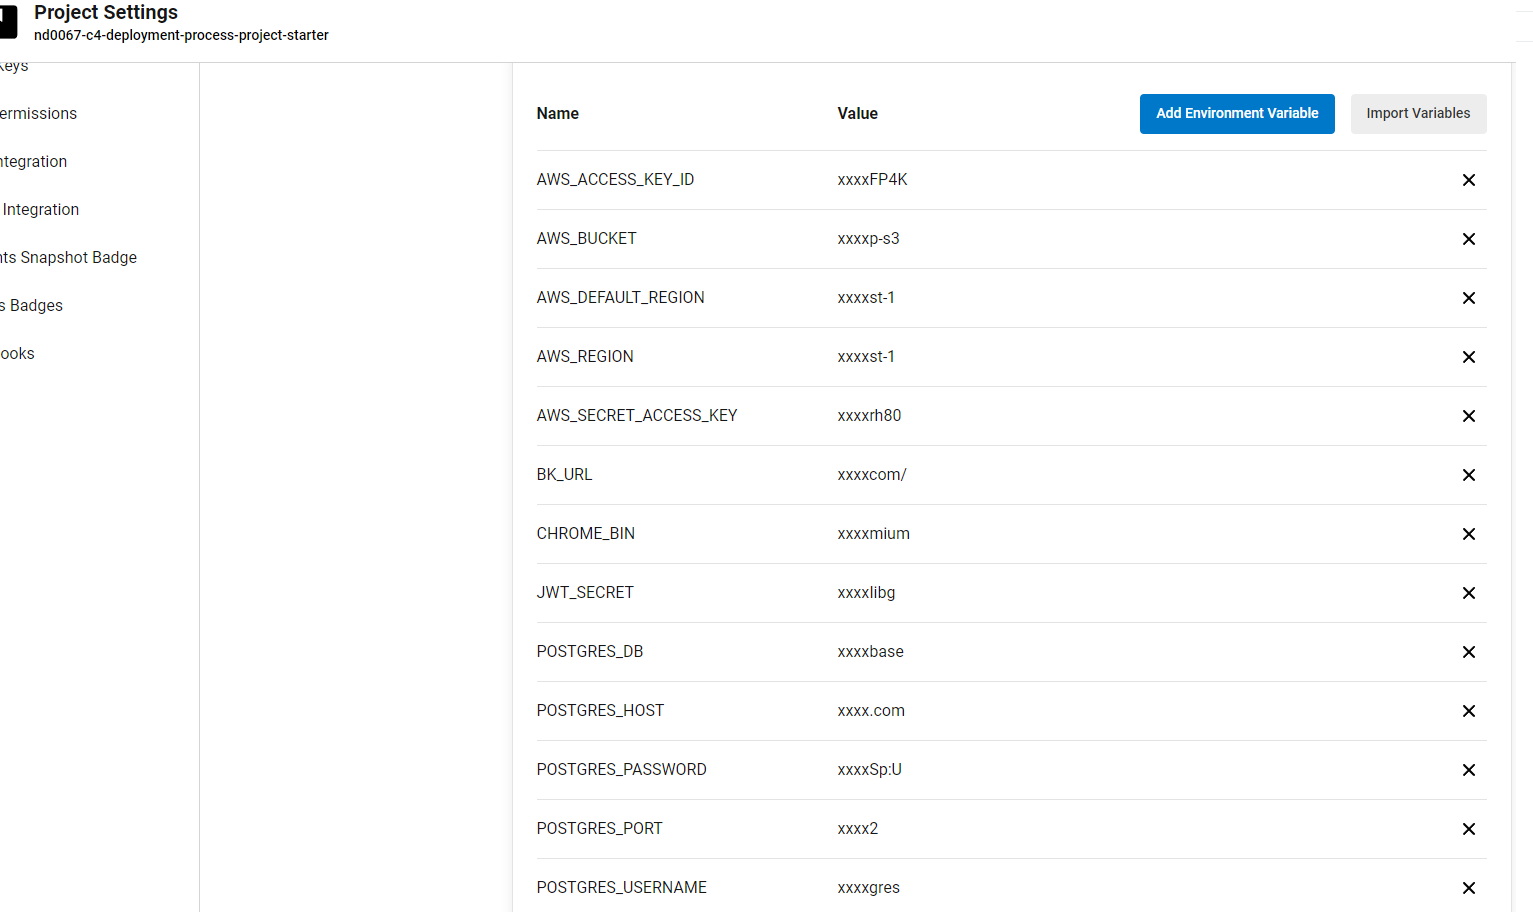 Project Settings
nd0067-c4-deployment-process-project-starter
Keys
ermissions
ntegration
Integration
nts Snapshot Badge
s Badges
ooks
Name Value Add Environment Variable Import Variables
AWS_ACCESS_KEY_ID xxxxFP4K
AWS_BUCKET xxxxp-s3
AWS_DEFAULT_REGION xxxxst-1
AWS_REGION xxxxst-1
AWS_SECRET_ACCESS_KEY xxxxrh80
BK_URL xxxxcom/
CHROME_BIN xxxxmium
JWT_SECRET xxxxlibg
POSTGRES_DB xxxxbase
POSTGRES_HOST xxxx.com
POSTGRES_PASSWORD xxxxSp:U
POSTGRES_PORT xxxx2
POSTGRES_USERNAME xxxxgres